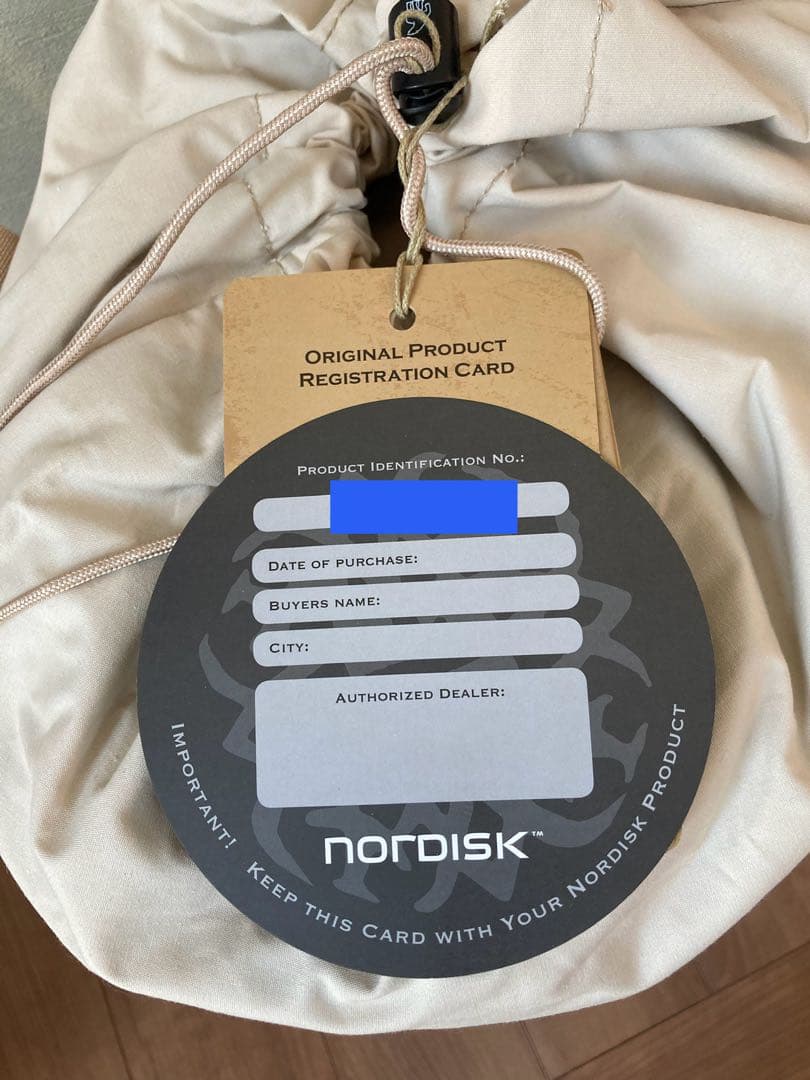 Original Product
Registration Card
Product Identification No.:
Date of purchase:
Buyers name:
City:
Authorized Dealer:
nordisk™
Important! Keep this Card with Your Nordisk Product